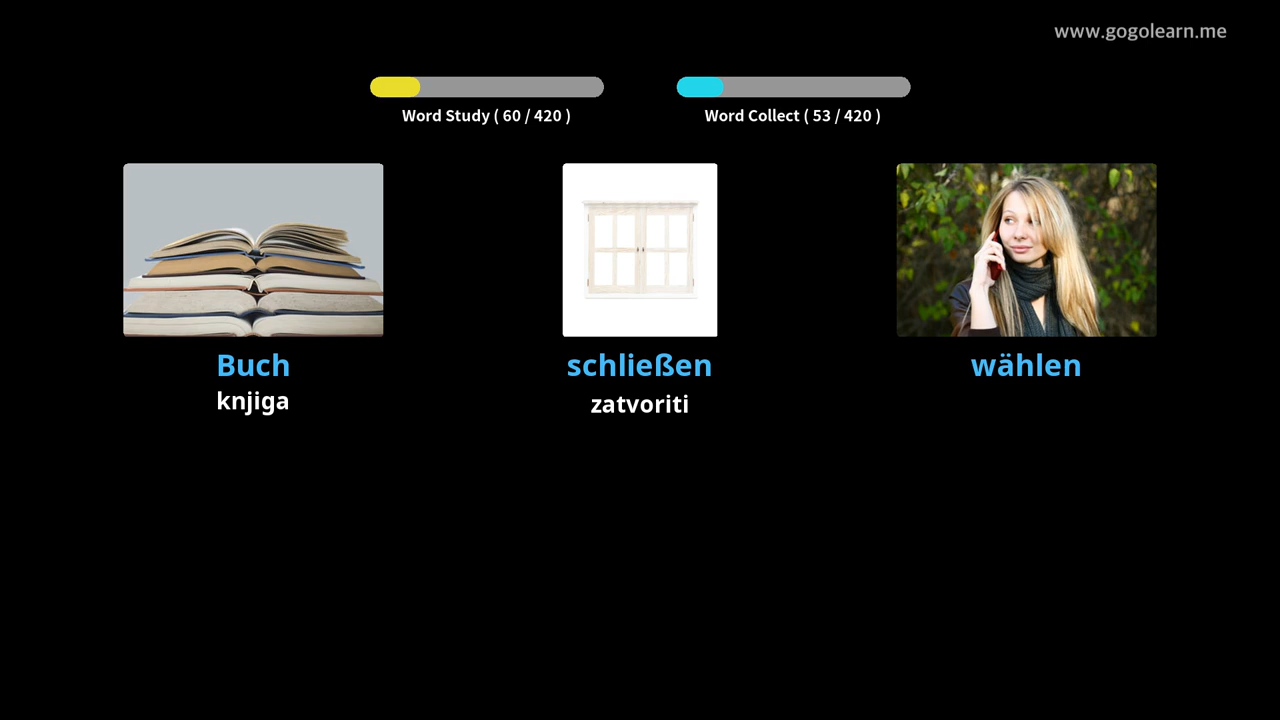 www.gogolearn.me
Word Study ( 60 / 420 )
Word Collect ( 53 / 420 )
Buch
knjiga
schließen
zatvoriti
wählen